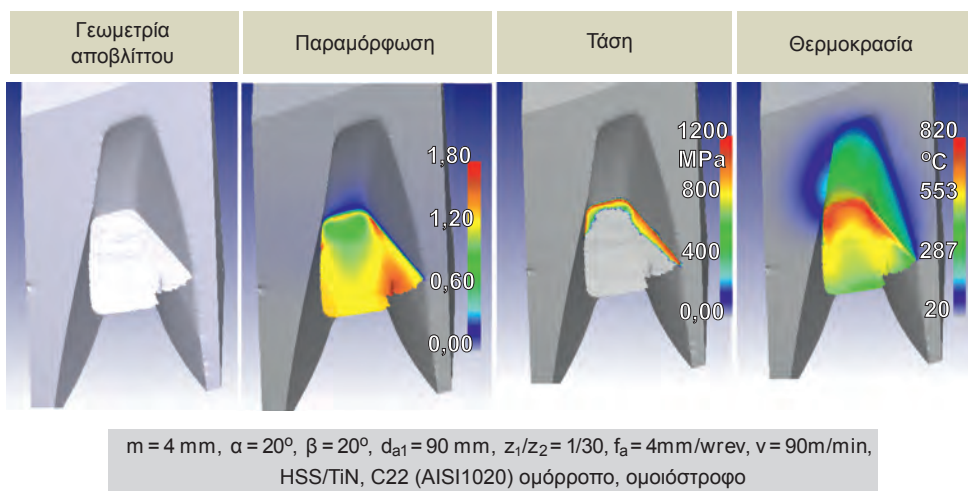 Γεωμετρία
αποβλίττου
Παραμόρφωση
Τάση
Θερμοκρασία
1,80
1,20
0,60
0,00
1200
MPa
800
400
0,00
820
°C
553
287
20
m = 4 mm, α = 20°, β = 20°, da1 = 90 mm, z1/z2 = 1/30, fa = 4mm/wrev, v = 90m/min,
HSS/TiN, C22 (AISI1020) ομόρροπο, ομοιόστροφο